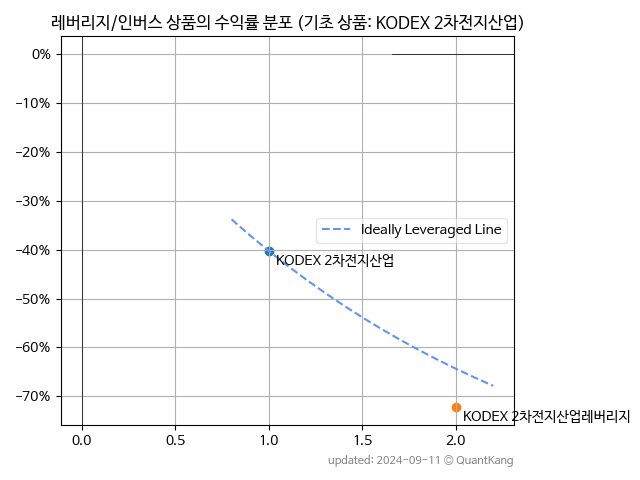 레버리지/인버스 상품의 수익률 분포 (기초 상품: KODEX 2차전지산업)
0%
−10%
−20%
−30%
Ideally Leveraged Line
−40%
KODEX 2차전지산업
−50%
−60%
−70%
KODEX 2차전지산업레버리지
0.0 0.5 1.0 1.5 2.0
updated: 2024-09-11 © QuantKang